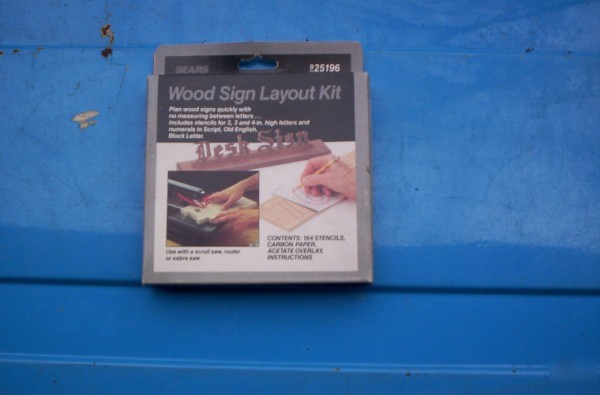 SEARS
9 25196
Wood Sign Layout Kit
Plan wood signs quickly with
no measuring between letters...
includes stencils for 2, 3 and 4-in. high letters and
numerals in Script, Old English,
Block Letter.
Desk Sign
Use with a scroll saw, router
or sabre saw
CONTENTS: 164 STENCILS,
CARBON PAPER,
ACETATE OVERLAY,
INSTRUCTIONS